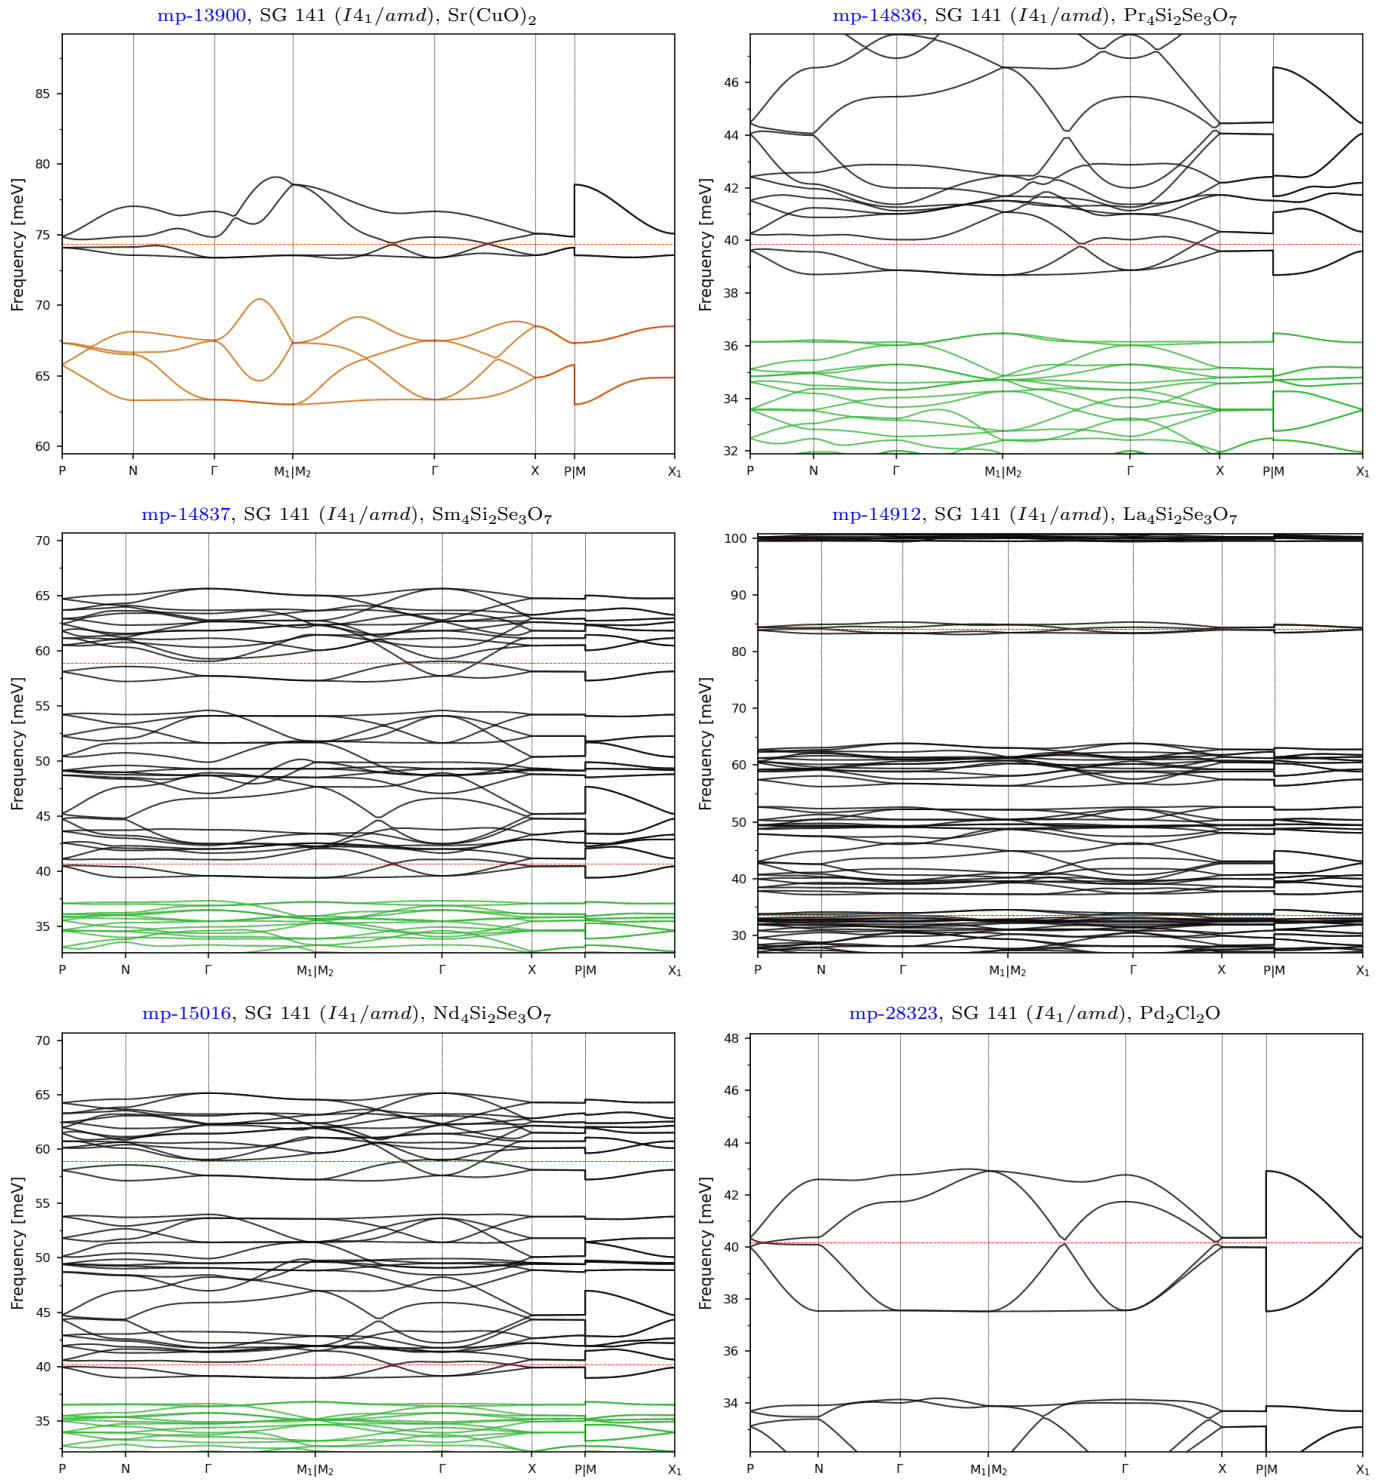 mp-13900, SG 141 (I4₁/amd), Sr(CuO)₂
Frequency [meV]
85
80
75
70
65
60
P N Γ M₁|M₂ Γ X P|M X₁
mp-14836, SG 141 (I4₁/amd), Pr₄Si₂Se₃O₇
Frequency [meV]
46
44
42
40
38
36
34
32
P N Γ M₁|M₂ Γ X P|M X₁
mp-14837, SG 141 (I4₁/amd), Sm₄Si₂Se₃O₇
Frequency [meV]
70
65
60
55
50
45
40
35
P N Γ M₁|M₂ Γ X P|M X₁
mp-14912, SG 141 (I4₁/amd), La₄Si₂Se₃O₇
Frequency [meV]
100
90
80
70
60
50
40
30
P N Γ M₁|M₂ Γ X P|M X₁
mp-15016, SG 141 (I4₁/amd), Nd₄Si₂Se₃O₇
Frequency [meV]
70
65
60
55
50
45
40
35
P N Γ M₁|M₂ Γ X P|M X₁
mp-28323, SG 141 (I4₁/amd), Pd₂Cl₂O
Frequency [meV]
48
46
44
42
40
38
36
34
P N Γ M₁|M₂ Γ X P|M X₁